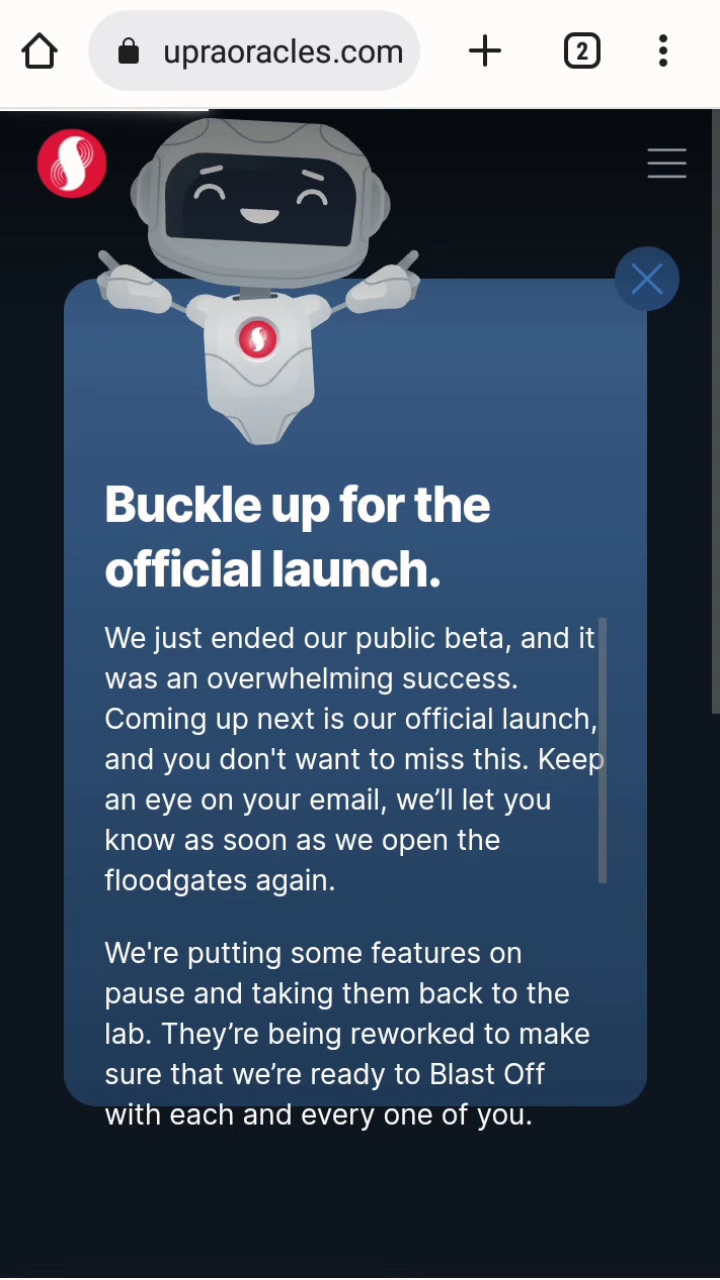 upraoracles.com
2
Buckle up for the
official launch.
We just ended our public beta, and it
was an overwhelming success.
Coming up next is our official launch,
and you don't want to miss this. Keep
an eye on your email, we’ll let you
know as soon as we open the
floodgates again.
We're putting some features on
pause and taking them back to the
lab. They’re being reworked to make
sure that we’re ready to Blast Off
with each and every one of you.